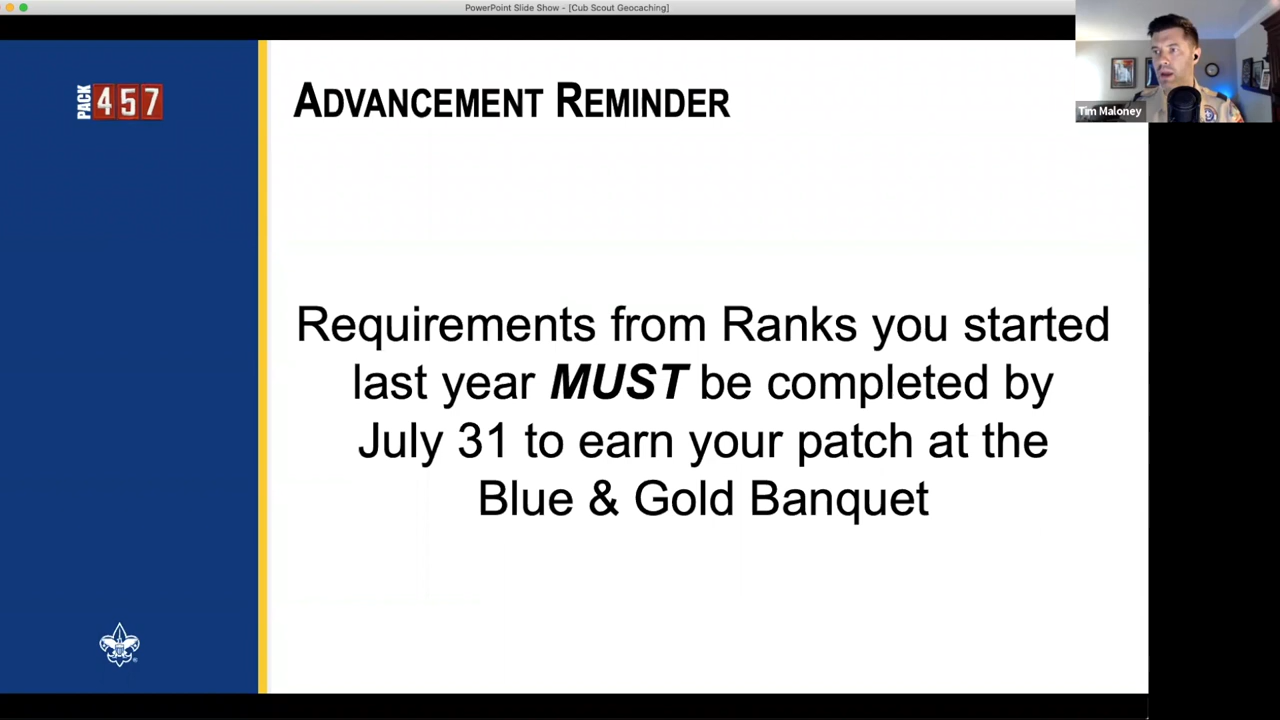 PowerPoint Slide Show - [Cub Scout Geocaching]
PACK 457
ADVANCEMENT REMINDER
Tim Maloney
Requirements from Ranks you started
last year MUST be completed by
July 31 to earn your patch at the
Blue & Gold Banquet
®